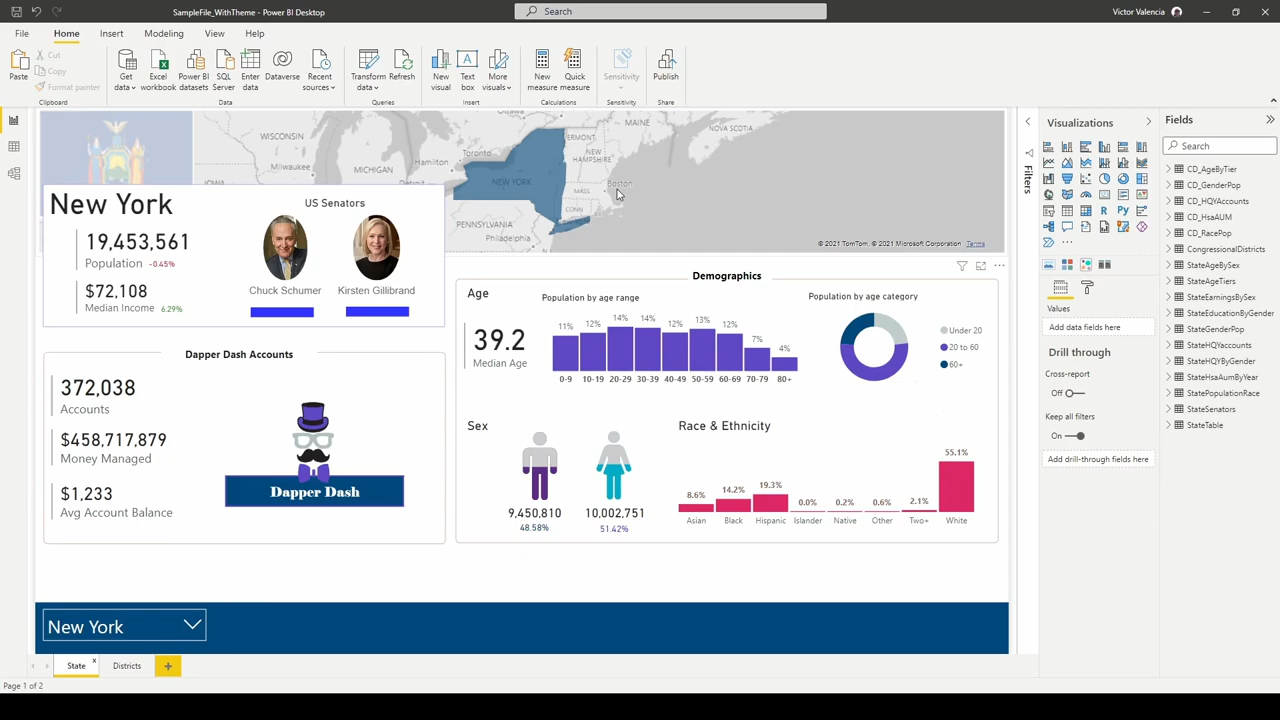 SampleFile_WithTheme - Power BI Desktop
Search
Victor Valencia
File
Home
Insert
Modeling
View
Help
Paste
Cut
Copy
Format painter
Clipboard
Get data
Excel workbook
Power BI datasets
SQL Server
Enter data
Dataverse
Recent sources
Data
Transform data
Refresh
Queries
New visual
Text box
More visuals
Insert
New measure
Quick measure
Calculations
Sensitivity
Sensitivity
Publish
Share
WISCONSIN
Milwaukee
MICHIGAN
Toronto
Hamilton
Detroit
IOWA
NEW YORK
ERMONT
NEW HAMPSHIRE
MAINE
NOVA SCOTIA
MASS
Boston
CONN
PENNSYLVANIA
Philadelphia
© 2021 TomTom, © 2021 Microsoft Corporation Terms
New York
19,453,561
Population -0.45%
$72,108
Median Income 6.29%
US Senators
Chuck Schumer
Kirsten Gillibrand
Dapper Dash Accounts
372,038
Accounts
$458,717,879
Money Managed
$1,233
Avg Account Balance
Dapper Dash
Demographics
Age
39.2
Median Age
Population by age range
11% 12% 14% 14% 12% 13% 12% 7% 4%
0-9 10-19 20-29 30-39 40-49 50-59 60-69 70-79 80+
Population by age category
Under 20
20 to 60
60+
Sex
9,450,810
48.58%
10,002,751
51.42%
Race & Ethnicity
8.6% 14.2% 19.3% 0.0% 0.2% 0.6% 2.1% 55.1%
Asian Black Hispanic Islander Native Other Two+ White
New York
State
Districts
Page 1 of 2
Filters
Visualizations
Values
Add data fields here
Drill through
Cross-report
Off
Keep all filters
On
Add drill-through fields here
Fields
Search
CD_AgeByTier
CD_GenderPop
CD_HQYAccounts
CD_HsaAUM
CD_RacePop
CongressionalDistricts
StateAgeBySex
StateAgeTiers
StateEarningsBySex
StateEducationByGender
StateGenderPop
StateHQYaccounts
StateHQYByGender
StateHsaAumByYear
StatePopulationRace
StateSenators
StateTable